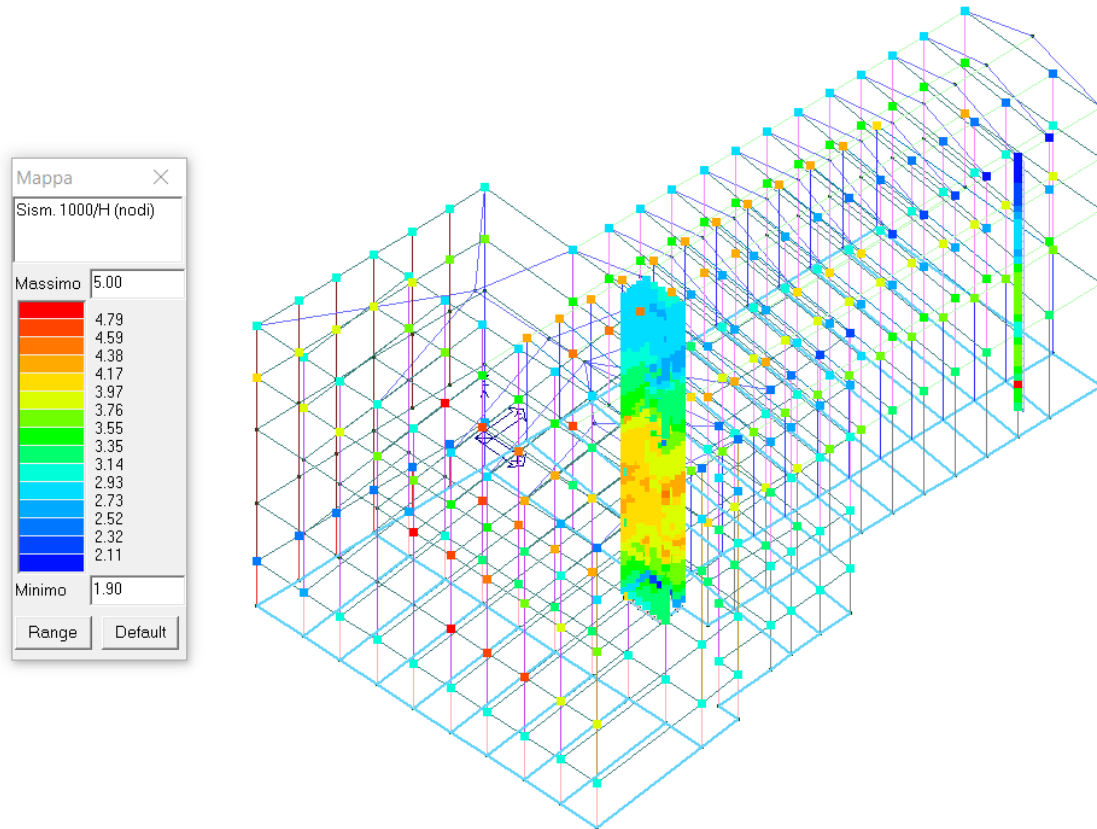 Mappa
Sism. 1000/H (nodi)
Massimo 5.00
4.79
4.59
4.38
4.17
3.97
3.76
3.55
3.35
3.14
2.93
2.73
2.52
2.32
2.11
Minimo 1.90
Range Default